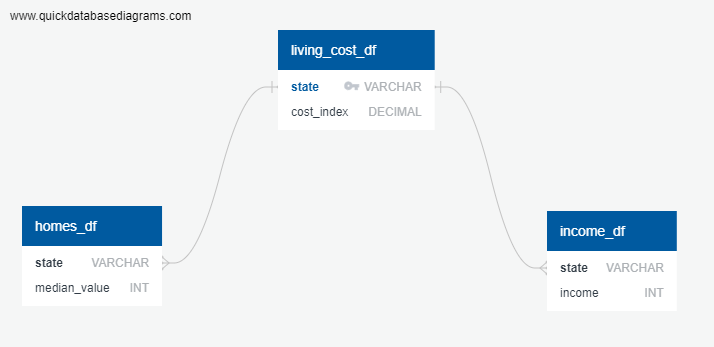 www.quickdatabasediagrams.com
living_cost_df
state VARCHAR
cost_index DECIMAL
homes_df
state VARCHAR
median_value INT
income_df
state VARCHAR
income INT